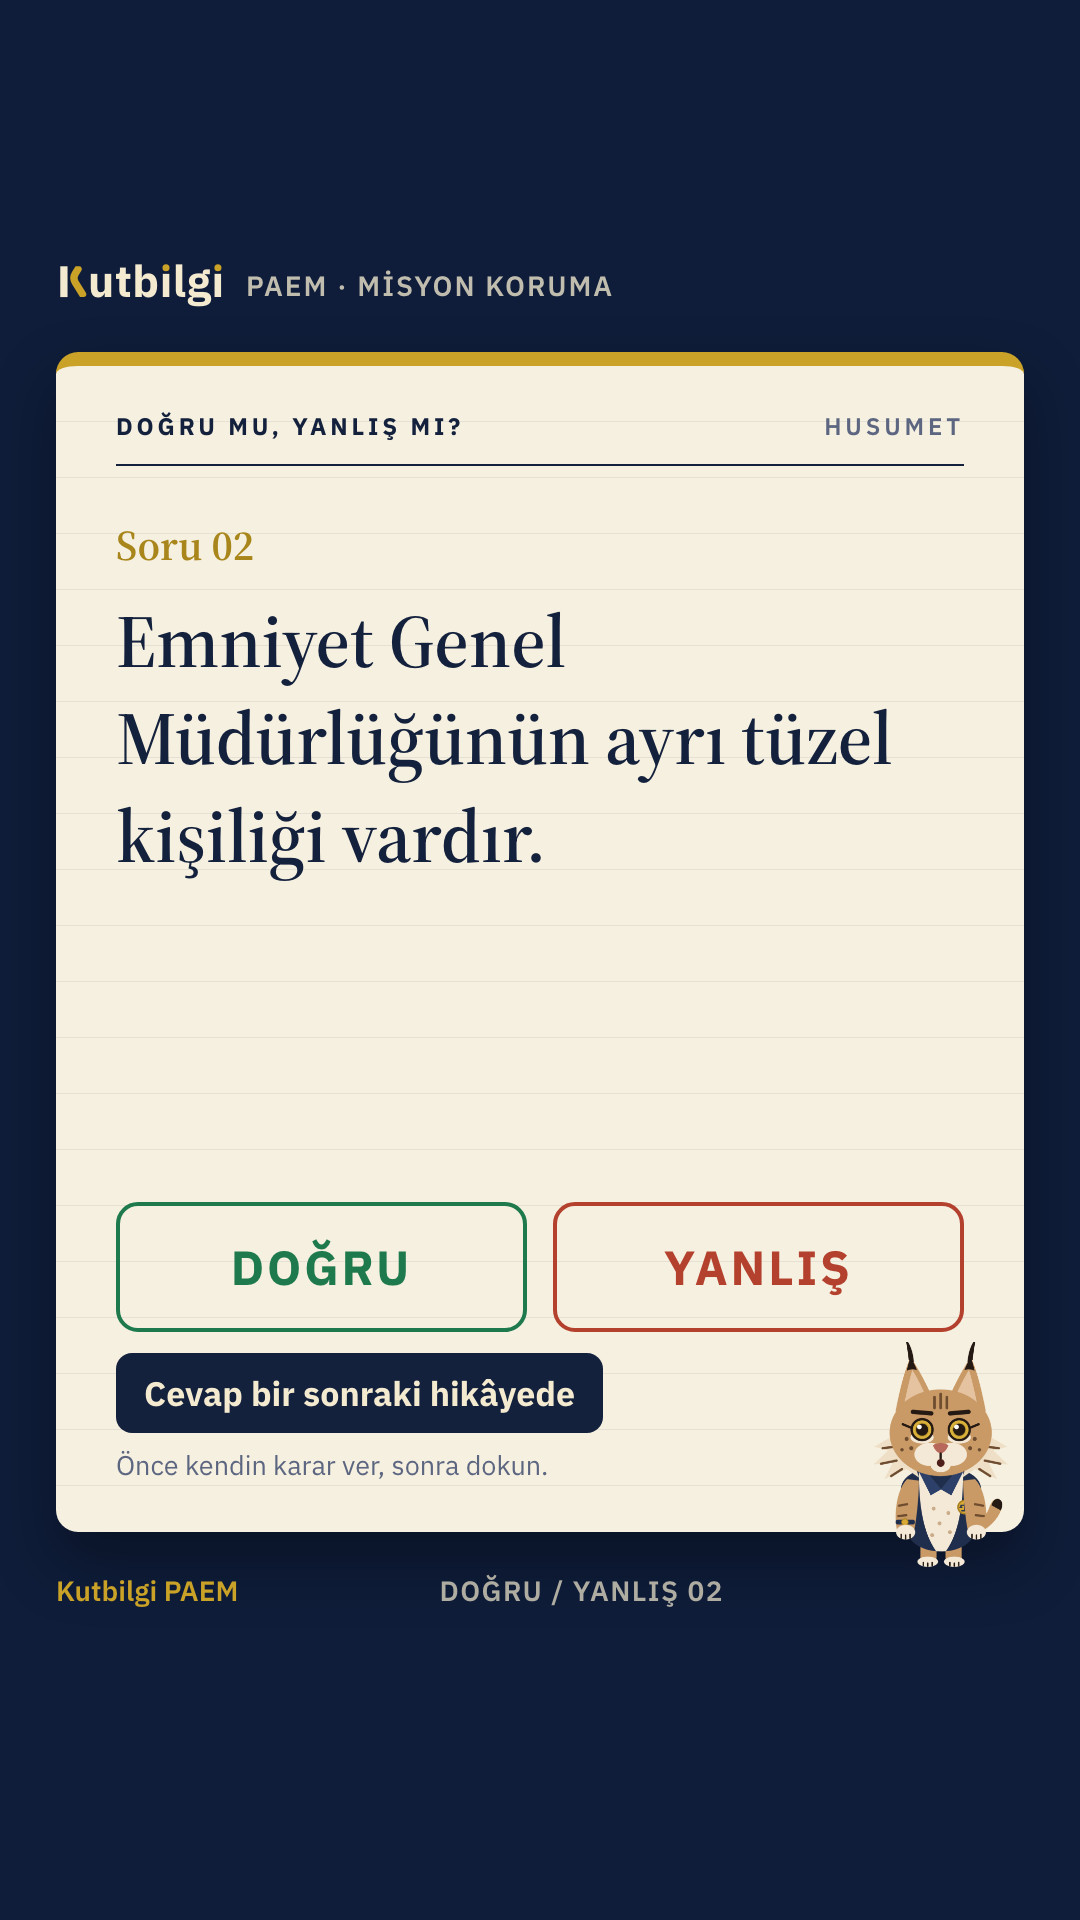 Kutbilgi PAEM · MİSYON KORUMA
DOĞRU MU, YANLIŞ MI? HUSUMET
Soru 02
Emniyet Genel
Müdürlüğünün ayrı tüzel
kişiliği vardır.
DOĞRU YANLIŞ
Cevap bir sonraki hikâyede
Önce kendin karar ver, sonra dokun.
Kutbilgi PAEM DOĞRU / YANLIŞ 02